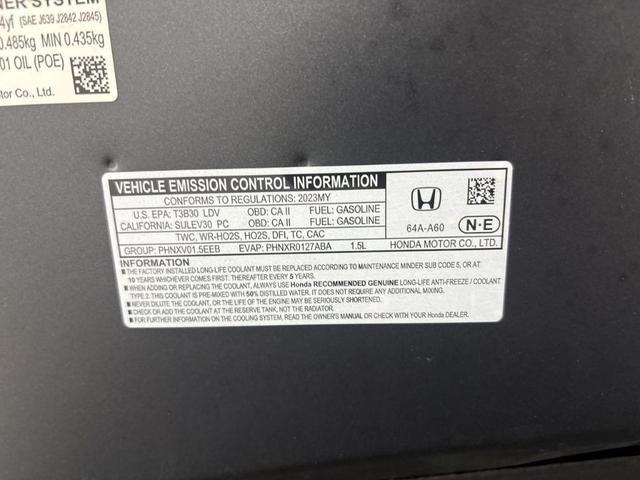 NER SYSTEM
4yf (SAE J639 J2842 J2845)
0.485kg MIN 0.435kg
01 OIL (POE)
tor Co., Ltd.
VEHICLE EMISSION CONTROL INFORMATION
CONFORMS TO REGULATIONS: 2023MY
U.S. EPA: T3B30 LDV OBD: CA II FUEL: GASOLINE
CALIFORNIA: SULEV30 PC OBD: CA II FUEL: GASOLINE
TWC, WR-HO2S, HO2S, DFI, TC, CAC
GROUP: PHNXV01.5EEB EVAP: PHNXR0127ABA 1.5L
64A-A60
N•E
HONDA MOTOR CO., LTD.
INFORMATION
■ THE FACTORY INSTALLED LONG-LIFE COOLANT MUST BE CHANGED ACCORDING TO MAINTENANCE MINDER SUB CODE 5, OR AT
10 YEARS WHICHEVER COMES FIRST. THEREAFTER EVERY 5 YEARS.
■ WHEN ADDING OR REPLACING THE COOLANT, ALWAYS USE Honda RECOMMENDED GENUINE LONG-LIFE ANTI-FREEZE / COOLANT
TYPE 2. THIS COOLANT IS PRE-MIXED WITH 50% DISTILLED WATER. IT DOES NOT REQUIRE ANY ADDITIONAL MIXING.
■ NEVER DILUTE THE COOLANT, OR THE LIFE OF THE ENGINE MAY BE SERIOUSLY SHORTENED.
■ CHECK OR ADD COOLANT AT THE RESERVE TANK, NOT THE RADIATOR.
■ FOR FURTHER INFORMATION ON THE COOLING SYSTEM, READ THE OWNER'S MANUAL OR CONTACT YOUR Honda DEALER.